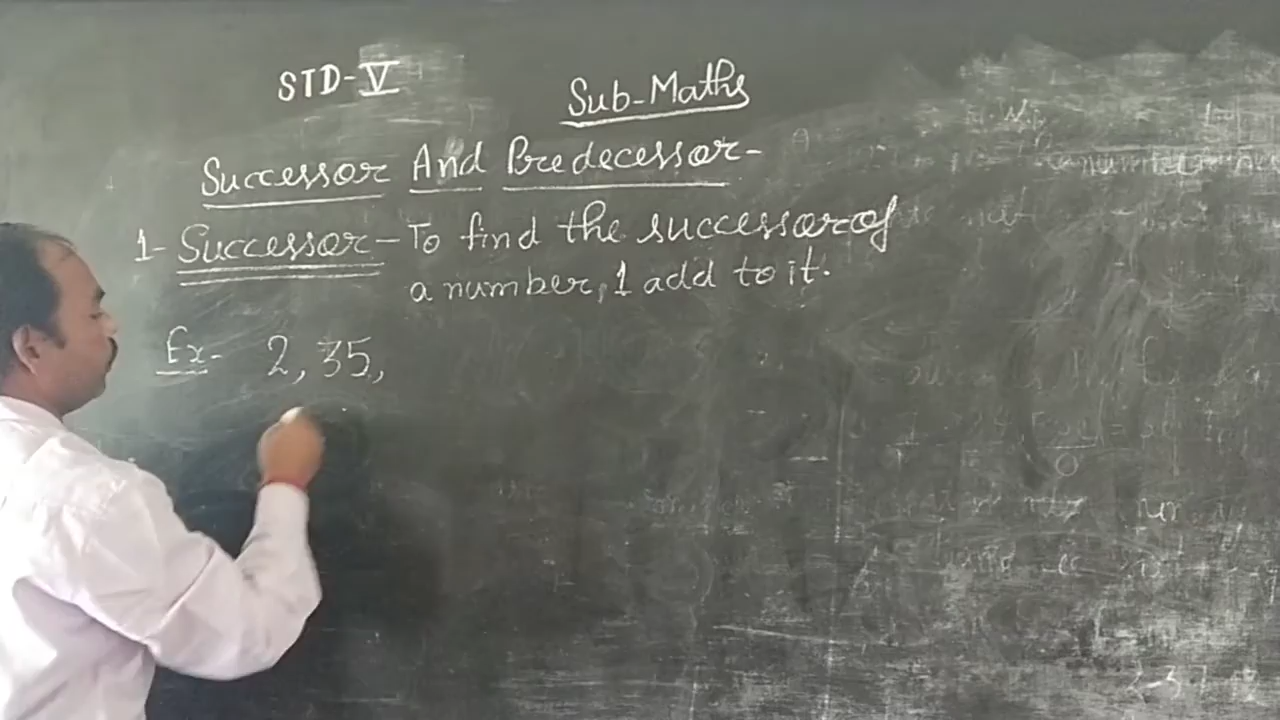 STD-V
Sub-Maths
Successor And Predecessor-
1- Successor - To find the successor of
a number, 1 add to it.
Ex- 2, 35,